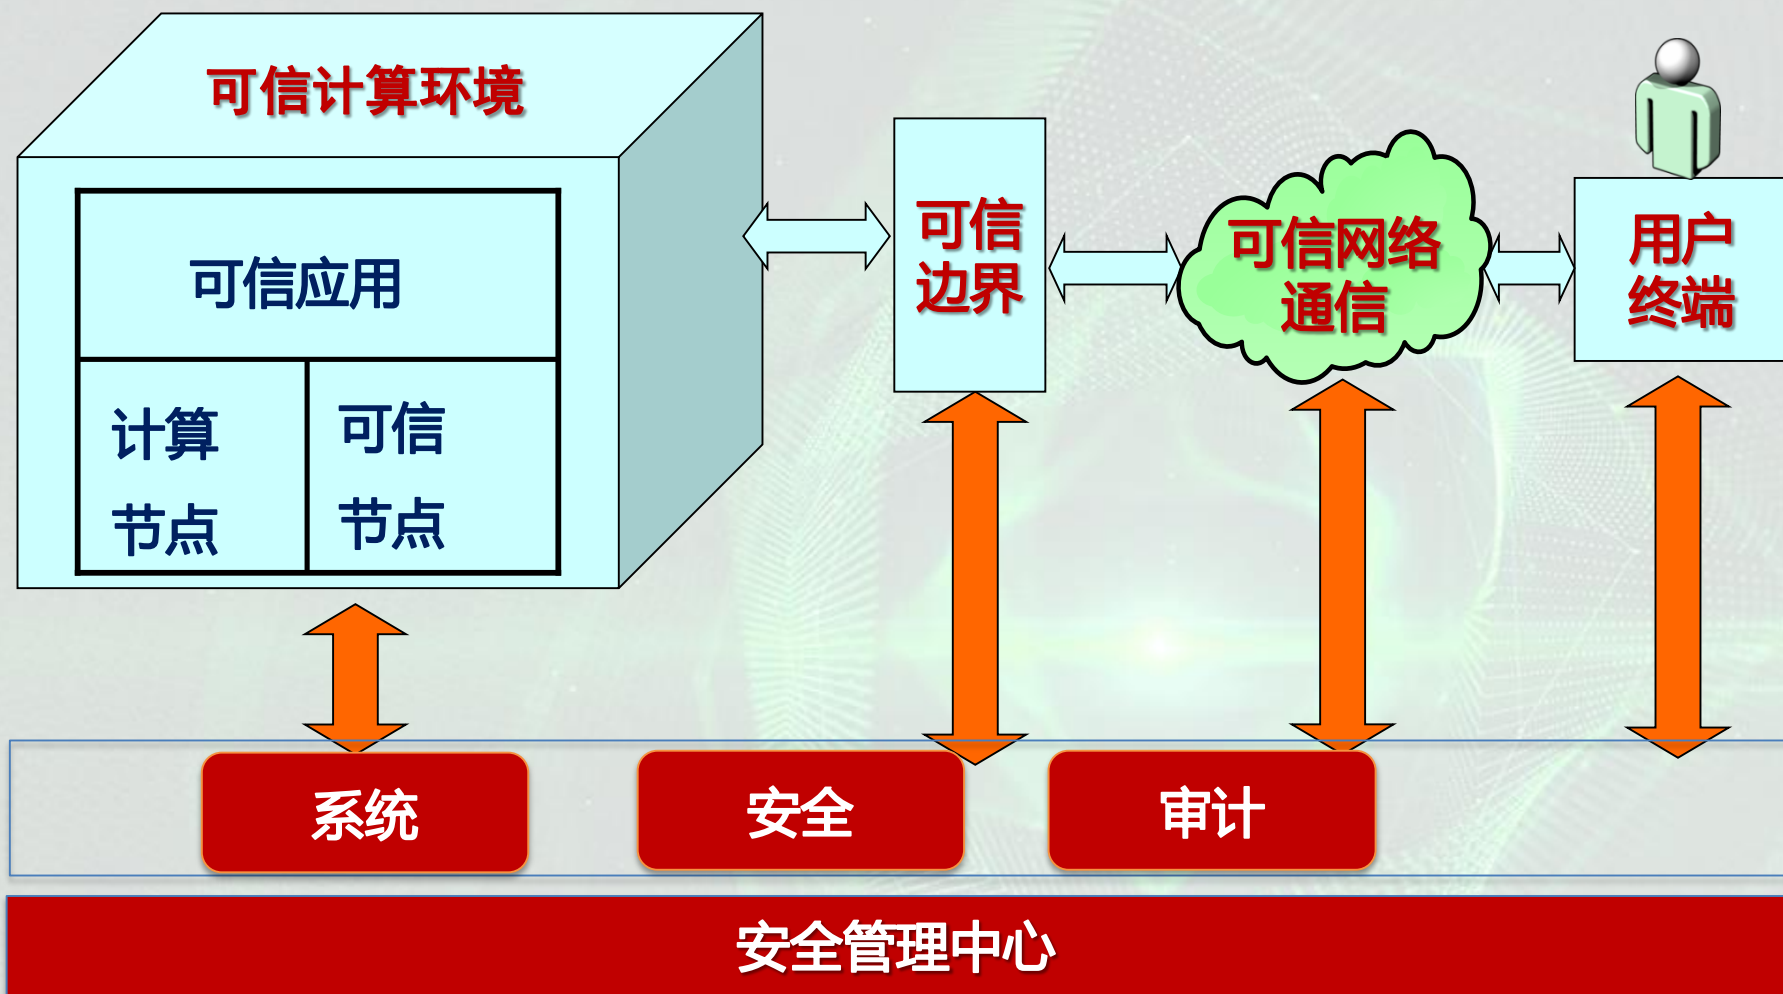 可信计算环境
可信应用
计算
节点
可信
节点
可信
边界
可信网络
通信
用户
终端
系统
安全
审计
安全管理中心